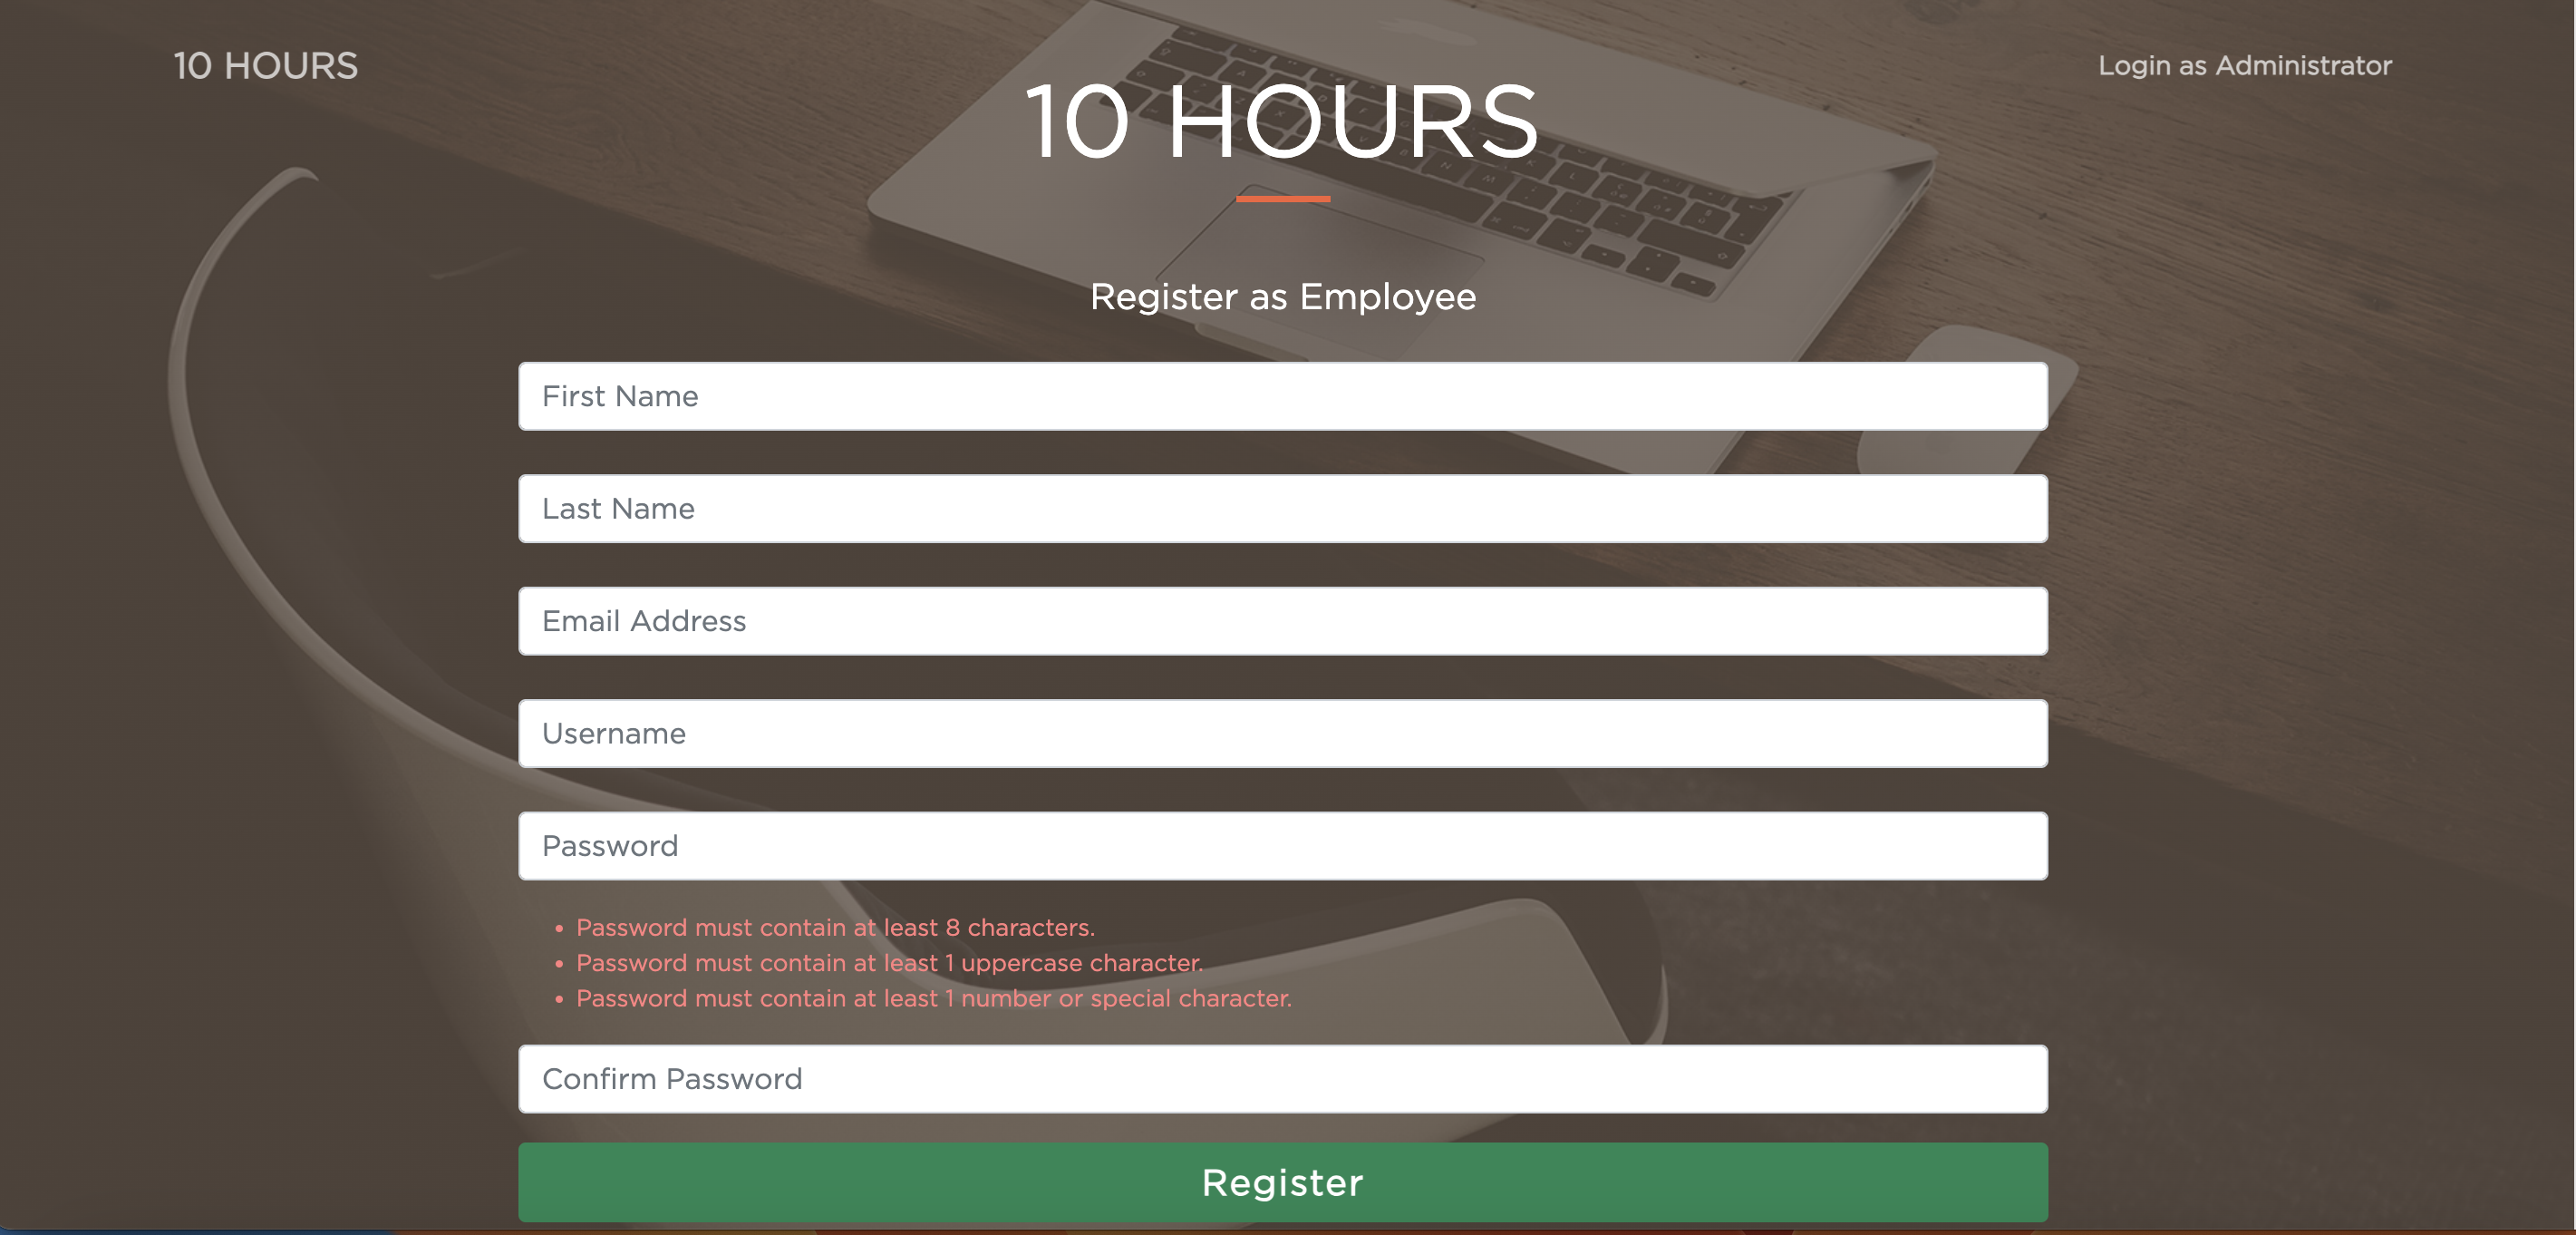 10 HOURS
Login as Administrator
10 HOURS
Register as Employee
First Name
Last Name
Email Address
Username
Password
• Password must contain at least 8 characters.
• Password must contain at least 1 uppercase character.
• Password must contain at least 1 number or special character.
Confirm Password
Register